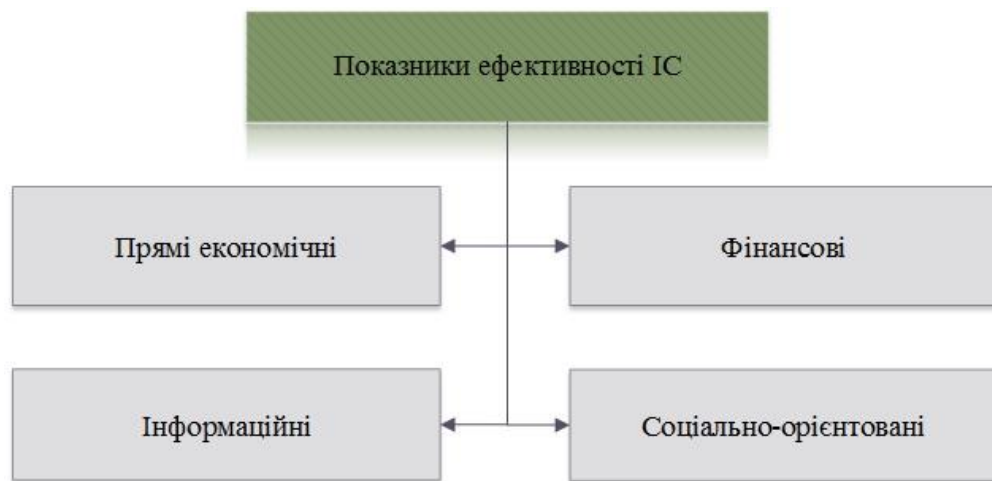 Показники ефективності ІС
Прямі економічні
Фінансові
Інформаційні
Соціально-орієнтовані